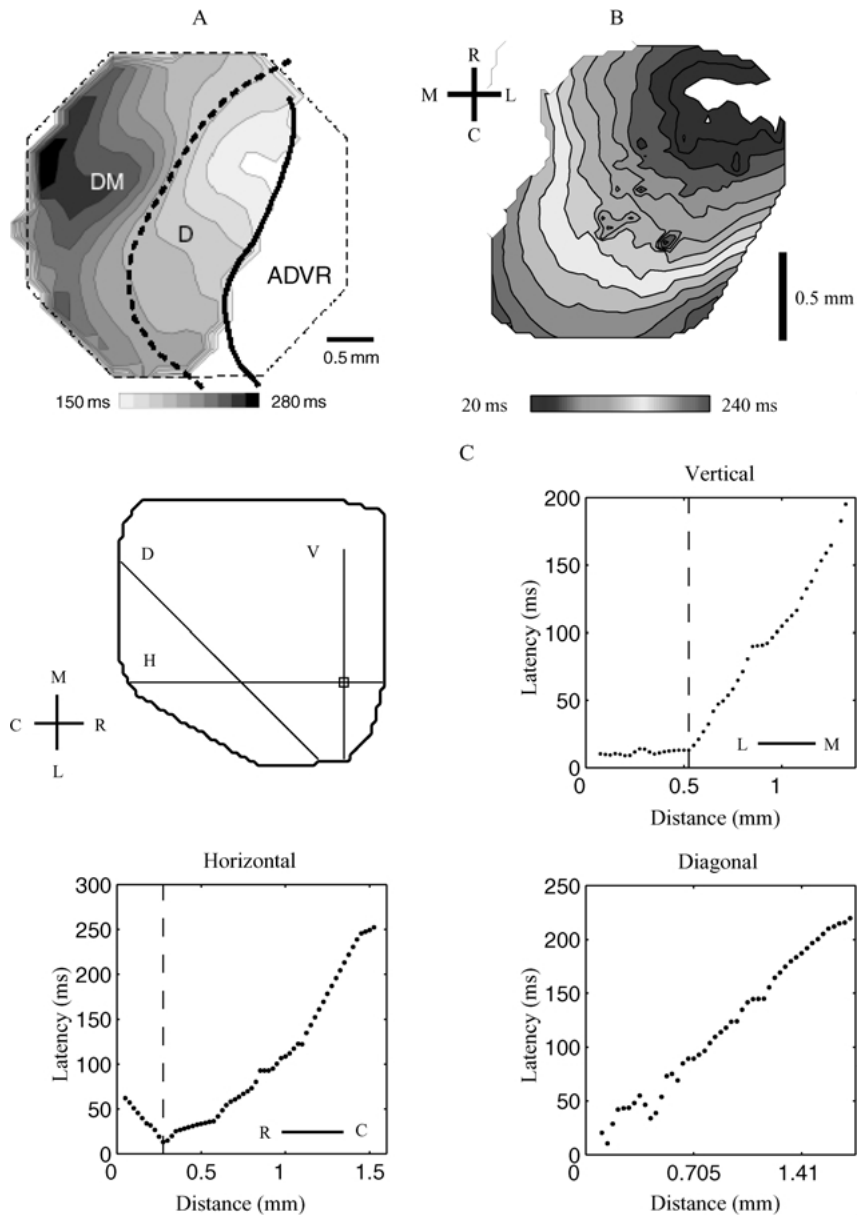 A
B
DM
D
ADVR
0.5 mm
150 ms
280 ms
R
M
L
C
0.5 mm
20 ms
240 ms
C
D
V
H
M
C
R
L
Vertical
200
150
100
50
0
0
0.5
1
Latency (ms)
L
M
Distance (mm)
Horizontal
300
250
200
150
100
50
0
0
0.5
1
1.5
Latency (ms)
R
C
Distance (mm)
Diagonal
250
200
150
100
50
0
0
0.705
1.41
Latency (ms)
Distance (mm)